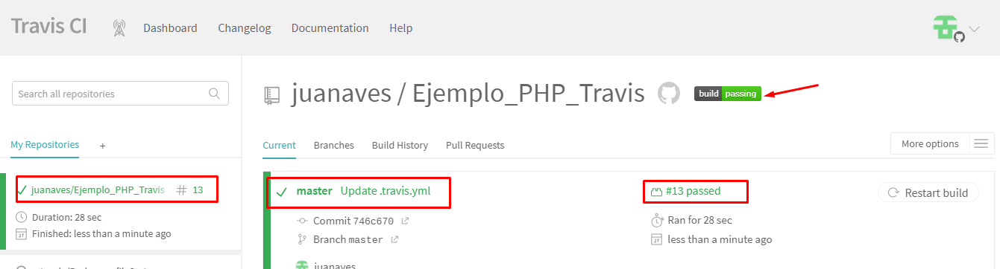 Travis CI Dashboard Changelog Documentation Help
Search all repositories
My Repositories +
juanaves/Ejemplo_PHP_Travis # 13
Duration: 28 sec
Finished: less than a minute ago
juanaves / Ejemplo_PHP_Travis build passing
Current Branches Build History Pull Requests More options
master Update .travis.yml #13 passed Restart build
Commit 746c670 Ran for 28 sec
Branch master less than a minute ago
juanaves